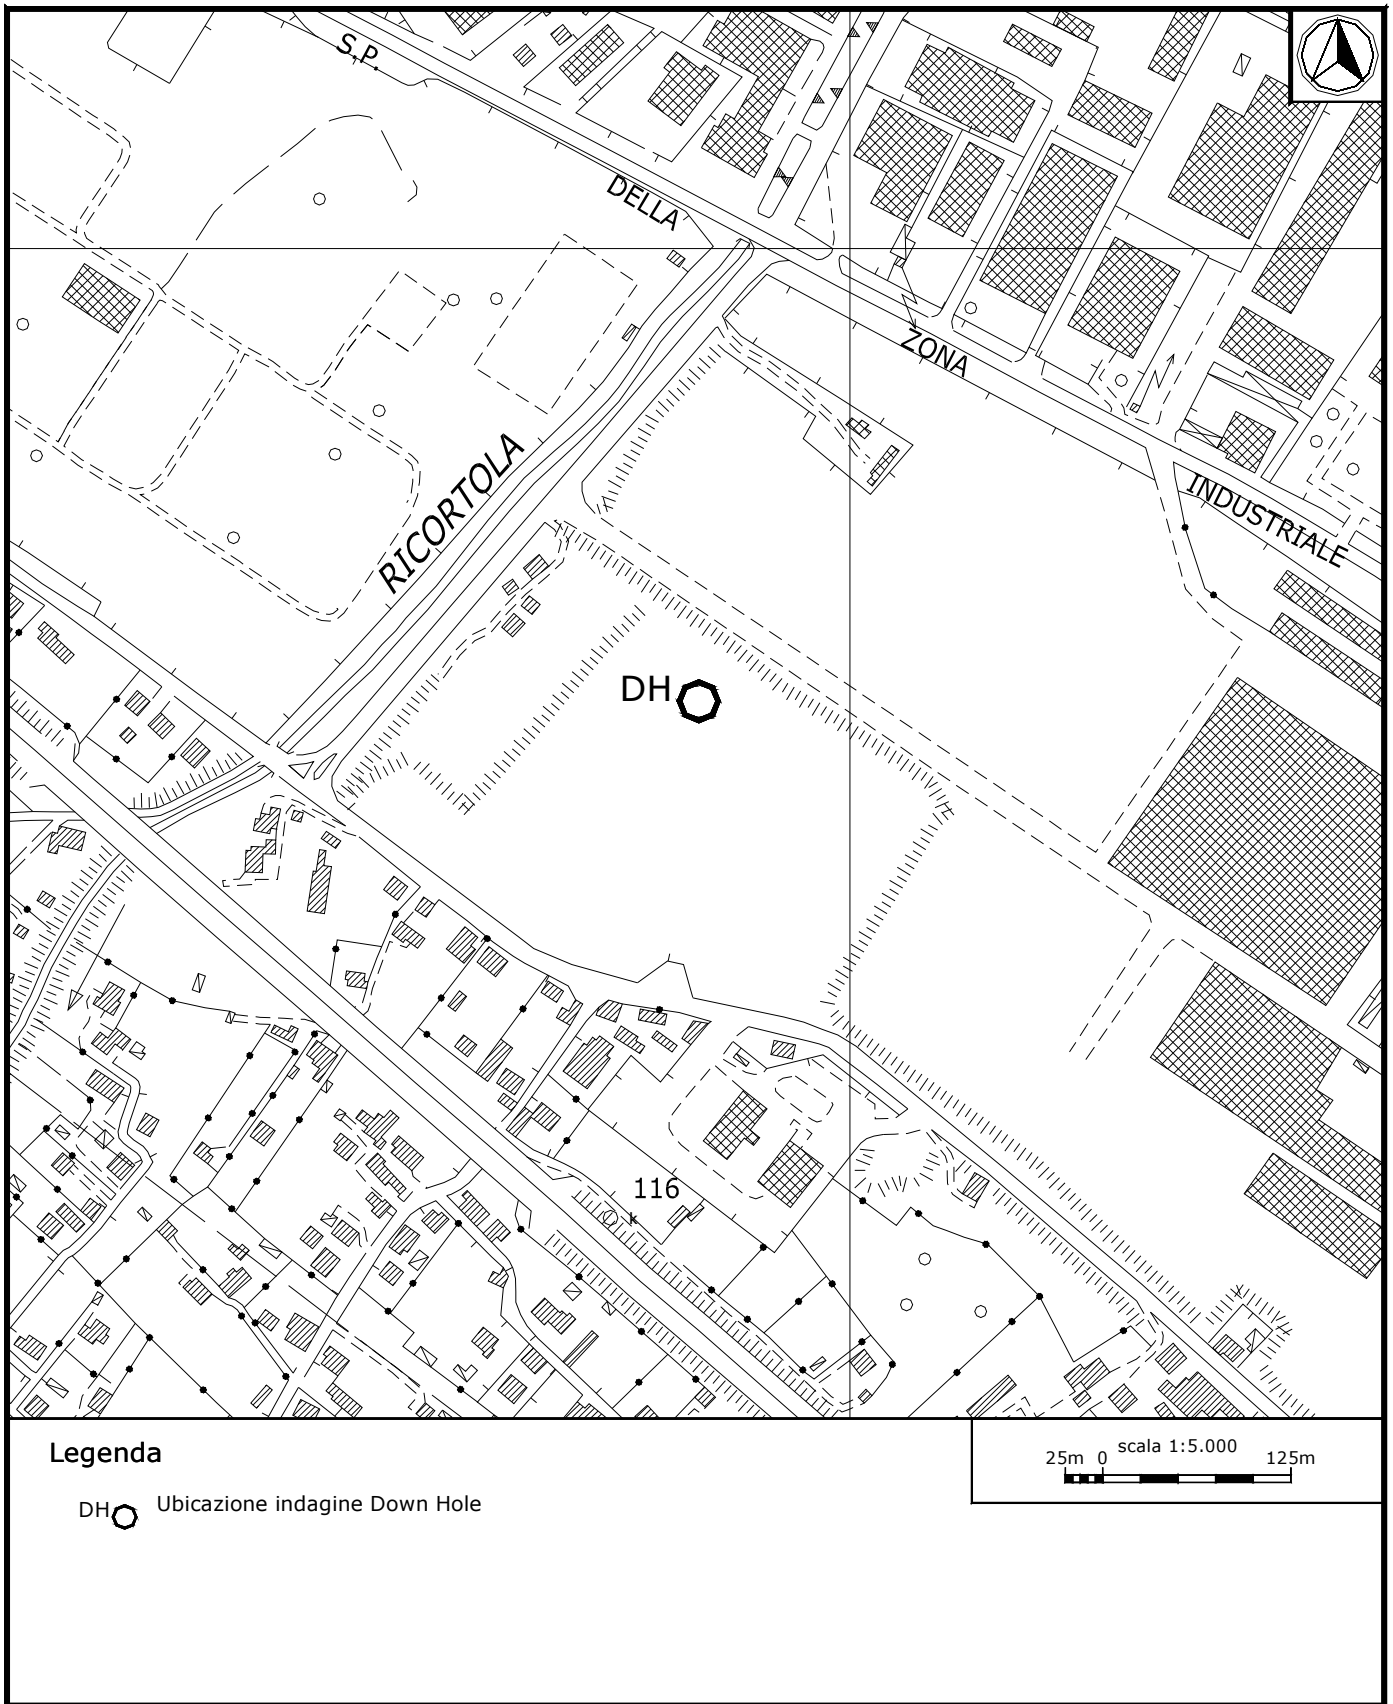 S.P.
DELLA
ZONA
INDUSTRIALE
RICORTOLA
DH
116
k
Legenda
DH Ubicazione indagine Down Hole
scala 1:5.000
25m 0 125m